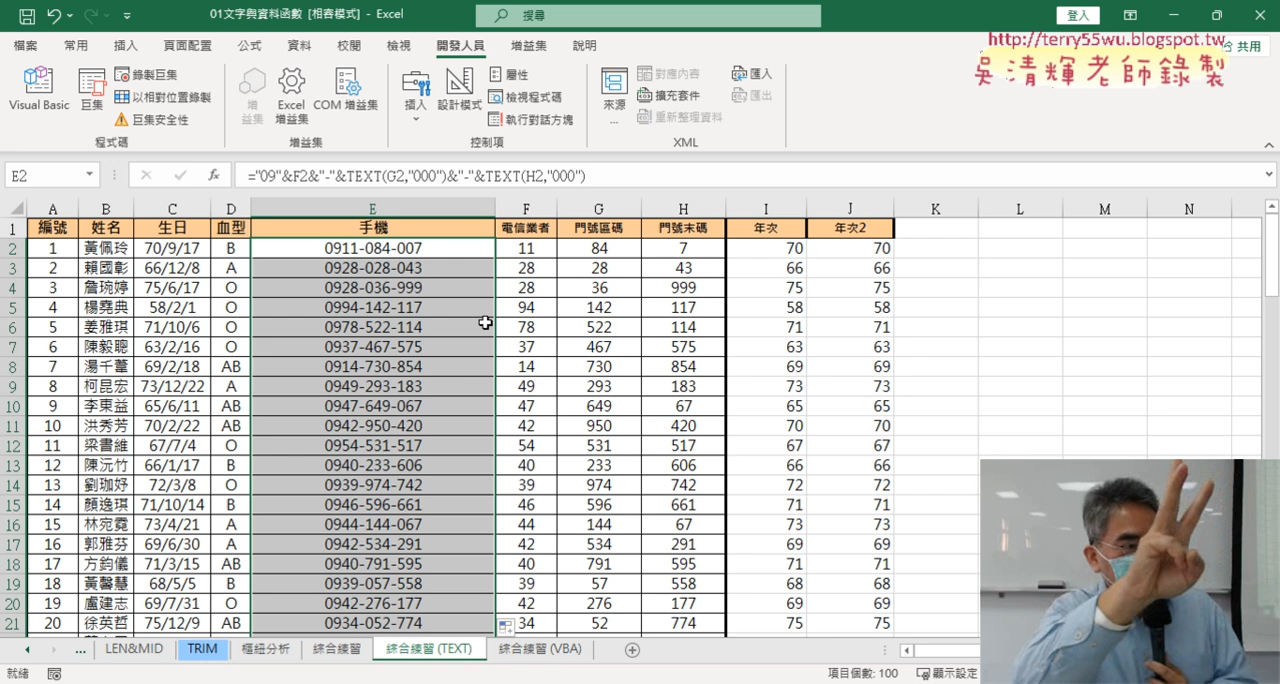 01文字與資料函數 [相容模式] - Excel
搜尋
登入
檔案 常用 插入 頁面配置 公式 資料 校閱 檢視 開發人員 增益集 說明
共用
http://terry55wu.blogspot.tw
吳清輝老師錄製
Visual Basic
巨集
錄製巨集
以相對位置錄製
巨集安全性
程式碼
增益集
Excel 增益集
COM 增益集
增益集
插入
設計模式
屬性
檢視程式碼
執行對話方塊
控制項
來源
...
對應內容
擴充套件
重新整理資料
匯入
匯出
XML
E2
fx
="09"&F2&"-"&TEXT(G2,"000")&"-"&TEXT(H2,"000")
A B C D E F G H I J K L M N
1 編號 姓名 生日 血型 手機 電信業者 門號區碼 門號末碼 年次 年次2
2 1 黃佩玲 70/9/17 B 0911-084-007 11 84 7 70 70
3 2 賴國彰 66/12/8 A 0928-028-043 28 28 43 66 66
4 3 詹琬婷 75/6/17 O 0928-036-999 28 36 999 75 75
5 4 楊堯典 58/2/1 O 0994-142-117 94 142 117 58 58
6 5 姜雅琪 71/10/6 O 0978-522-114 78 522 114 71 71
7 6 陳毅聰 63/2/16 O 0937-467-575 37 467 575 63 63
8 7 湯千葦 69/2/18 AB 0914-730-854 14 730 854 69 69
9 8 柯昆宏 73/12/22 A 0949-293-183 49 293 183 73 73
10 9 李東益 65/6/11 AB 0947-649-067 47 649 67 65 65
11 10 洪秀芳 70/2/22 AB 0942-950-420 42 950 420 70 70
12 11 梁書維 67/7/4 O 0954-531-517 54 531 517 67 67
13 12 陳沅竹 66/1/17 B 0940-233-606 40 233 606 66 66
14 13 劉珈妤 72/3/8 O 0939-974-742 39 974 742 72 72
15 14 顏逸琪 71/10/14 B 0946-596-661 46 596 661 71 71
16 15 林宛霓 73/4/21 A 0944-144-067 44 144 67 73 73
17 16 郭雅芬 69/6/30 A 0942-534-291 42 534 291 69 69
18 17 方鈞儀 71/3/15 AB 0940-791-595 40 791 595 71 71
19 18 黃馨慧 68/5/5 B 0939-057-558 39 57 558 68 68
20 19 盧建志 69/7/31 O 0942-276-177 42 276 177 69 69
21 20 徐英哲 75/12/9 AB 0934-052-774 34 52 774 75 75
... LEN&MID TRIM 樞紐分析 綜合練習 綜合練習 (TEXT) 綜合練習 (VBA)
就緒
項目個數: 100
顯示設定